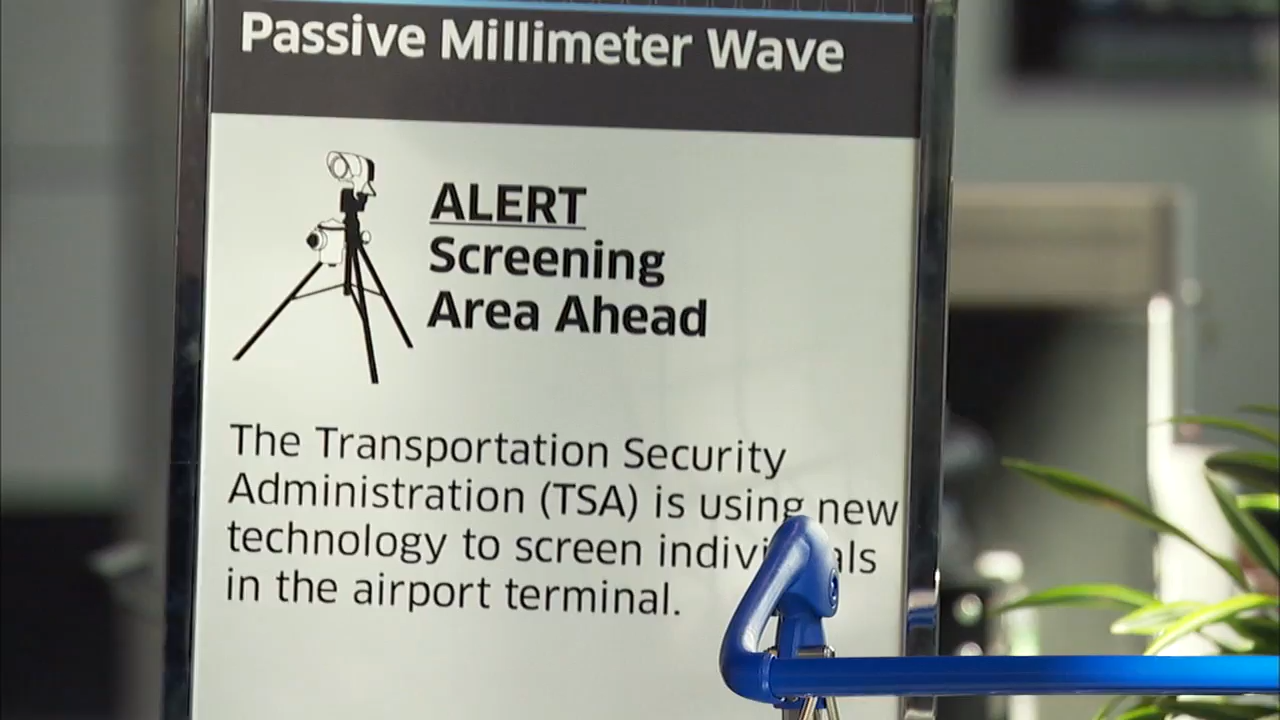 Passive Millimeter Wave
ALERT
Screening
Area Ahead
The Transportation Security
Administration (TSA) is using new
technology to screen individuals
in the airport terminal.